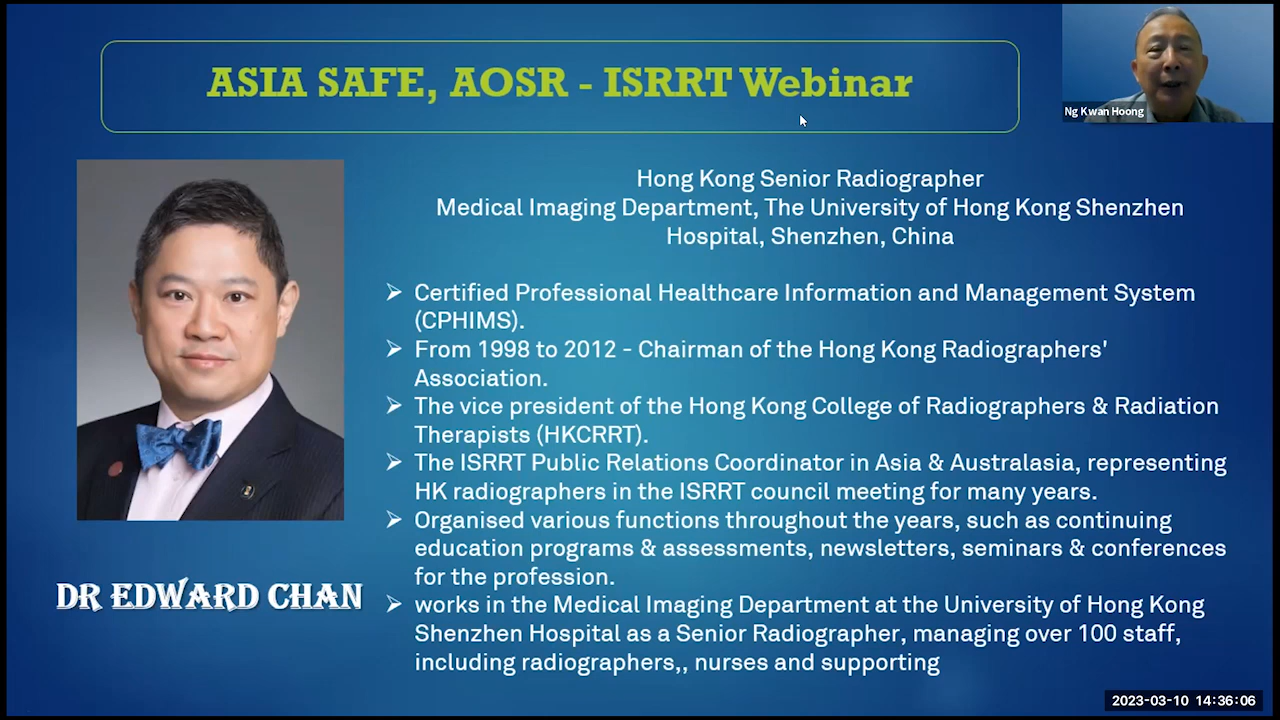 ASIA SAFE, AOSR - ISRRT Webinar
Ng Kwan Hoong
Hong Kong Senior Radiographer
Medical Imaging Department, The University of Hong Kong Shenzhen
Hospital, Shenzhen, China
➢ Certified Professional Healthcare Information and Management System
(CPHIMS).
➢ From 1998 to 2012 - Chairman of the Hong Kong Radiographers'
Association.
➢ The vice president of the Hong Kong College of Radiographers & Radiation
Therapists (HKCRRT).
➢ The ISRRT Public Relations Coordinator in Asia & Australasia, representing
HK radiographers in the ISRRT council meeting for many years.
➢ Organised various functions throughout the years, such as continuing
education programs & assessments, newsletters, seminars & conferences
for the profession.
➢ works in the Medical Imaging Department at the University of Hong Kong
Shenzhen Hospital as a Senior Radiographer, managing over 100 staff,
including radiographers,, nurses and supporting
DR EDWARD CHAN
2023-03-10 14:36:06